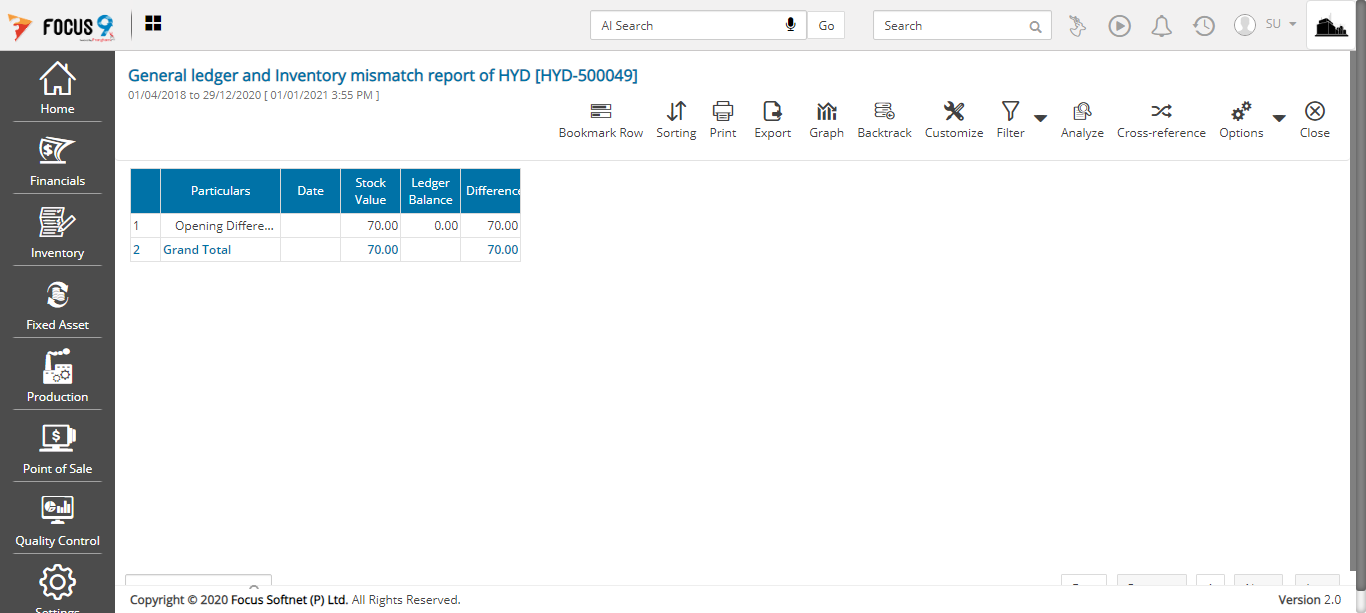 FOCUS 9
AI Search
Go
Search
SU
Home
Financials
Inventory
Fixed Asset
Production
Point of Sale
Quality Control
Settings
General ledger and Inventory mismatch report of HYD [HYD-500049]
01/04/2018 to 29/12/2020 [ 01/01/2021 3:55 PM ]
Bookmark Row Sorting Print Export Graph Backtrack Customize Filter Analyze Cross-reference Options Close
Particulars Date Stock Value Ledger Balance Difference
1 Opening Differe... 70.00 0.00 70.00
2 Grand Total 70.00 70.00
Copyright © 2020 Focus Softnet (P) Ltd. All Rights Reserved.
Version 2.0